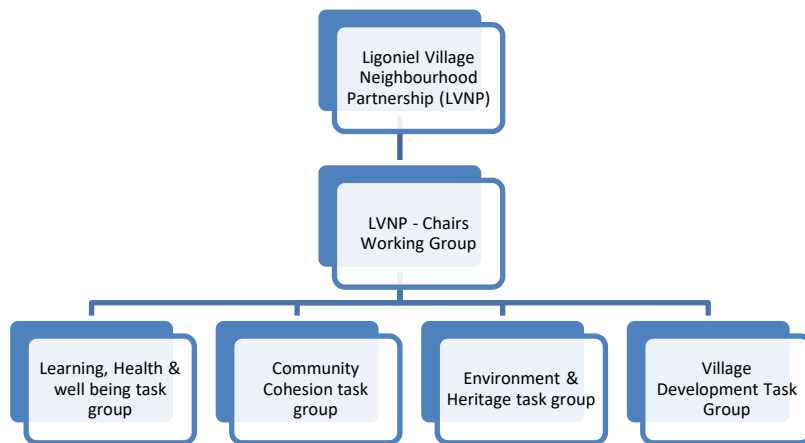 Ligoniel Village
Neighbourhood
Partnership (LVNP)
LVNP - Chairs
Working Group
Learning, Health &
well being task
group
Community
Cohesion task
group
Environment &
Heritage task group
Village
Development Task
Group